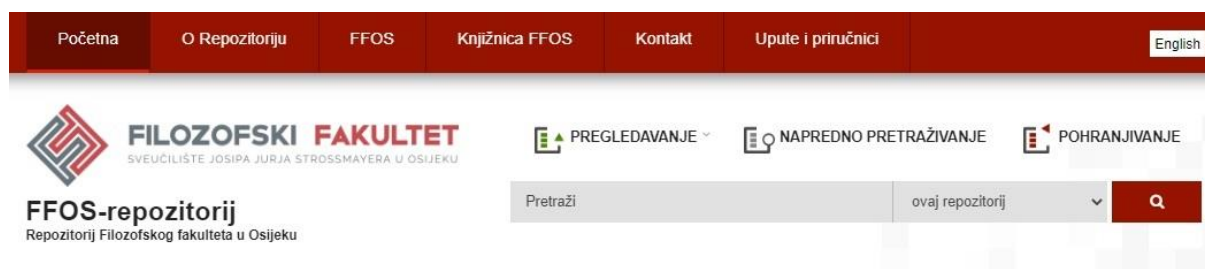 Početna O Repozitoriju FFOS Knjižnica FFOS Kontakt Upute i priručnici English
FILOZOFSKI FAKULTET
SVEUČILIŠTE JOSIPA JURJA STROSSMAYERA U OSIJEKU
PREGLEDAVANJE NAPREDNO PRETRAŽIVANJE POHRANJIVANJE
FFOS-repozitorij
Repozitorij Filozofskog fakulteta u Osijeku
Pretraži ovaj repozitorij